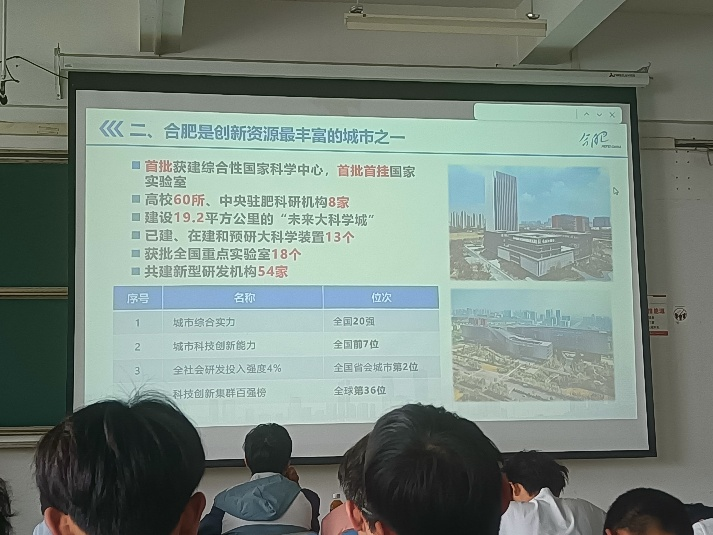 二、合肥是创新资源最丰富的城市之一
合肥
首批获建综合性国家科学中心，首批首挂国家
实验室
高校60所、中央驻肥科研机构8家
建设19.2平方公里的“未来大科学城”
已建、在建和预研大科学装置13个
获批全国重点实验室18个
共建新型研发机构54家
序号 名称 位次
1 城市综合实力 全国20强
2 城市科技创新能力 全国前7位
3 全社会研发投入强度4% 全国省会城市第2位
科技创新集群百强榜 全球第36位